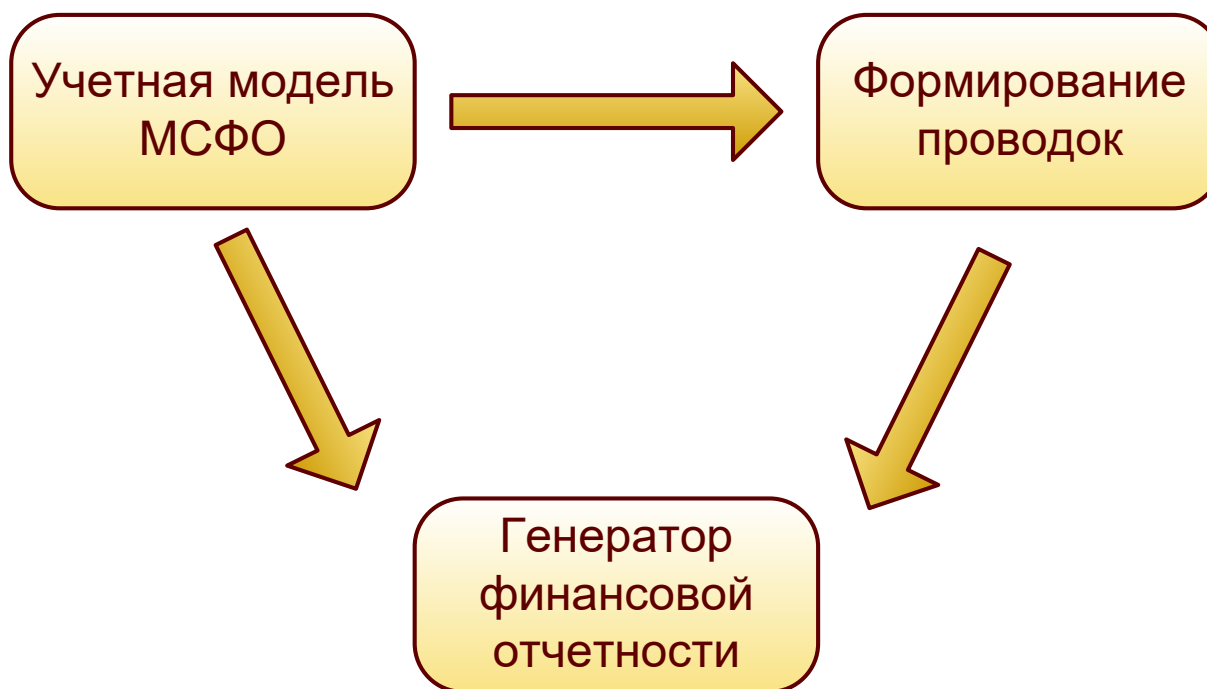 Учетная модель
МСФО
Формирование
проводок
Генератор
финансовой
отчетности